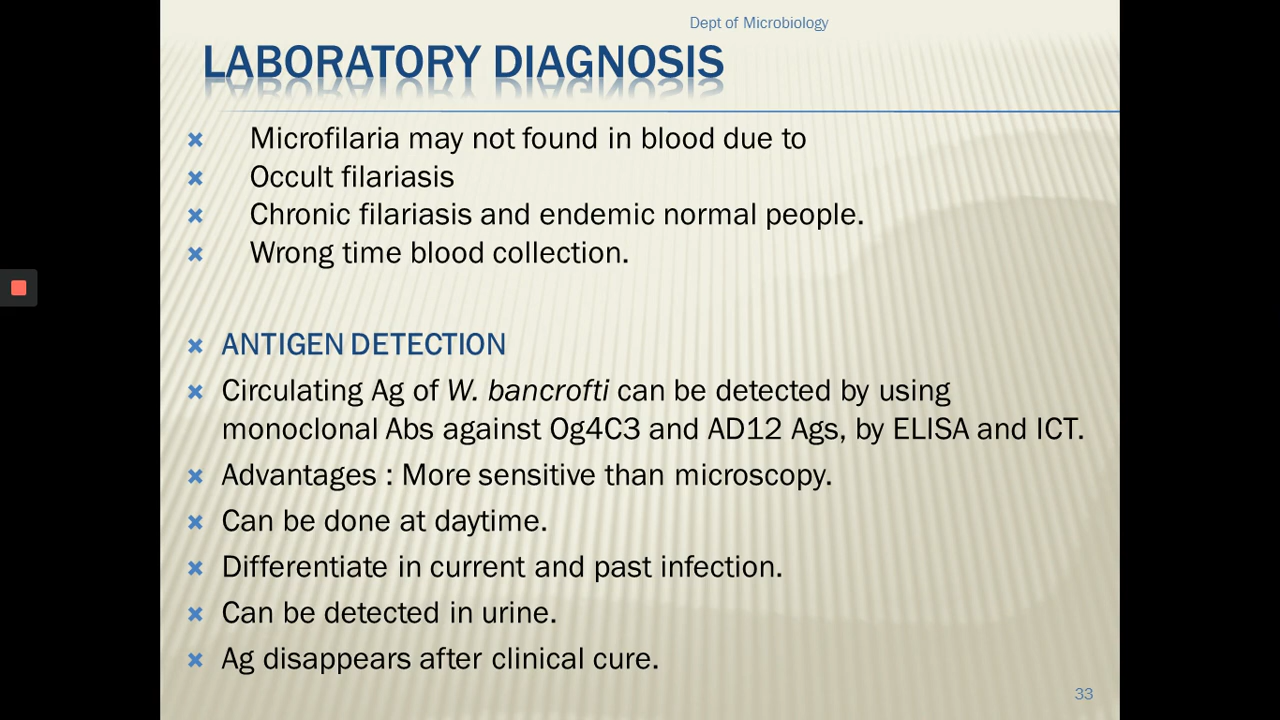 Dept of Microbiology
LABORATORY DIAGNOSIS
Microfilaria may not found in blood due to
Occult filariasis
Chronic filariasis and endemic normal people.
Wrong time blood collection.
ANTIGEN DETECTION
Circulating Ag of W. bancrofti can be detected by using
monoclonal Abs against Og4C3 and AD12 Ags, by ELISA and ICT.
Advantages : More sensitive than microscopy.
Can be done at daytime.
Differentiate in current and past infection.
Can be detected in urine.
Ag disappears after clinical cure.
33